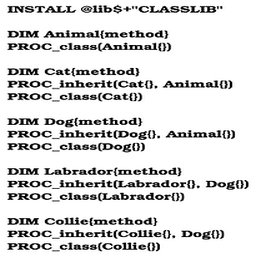 INSTALL @lib$+"CLASSLIB"
DIM Animal{method}
PROC_class(Animal{})
DIM Cat{method}
PROC_inherit(Cat{}, Animal{})
PROC_class(Cat{})
DIM Dog{method}
PROC_inherit(Dog{}, Animal{})
PROC_class(Dog{})
DIM Labrador{method}
PROC_inherit(Labrador{}, Dog{})
PROC_class(Labrador{})
DIM Collie{method}
PROC_inherit(Collie{}, Dog{})
PROC_class(Collie{})